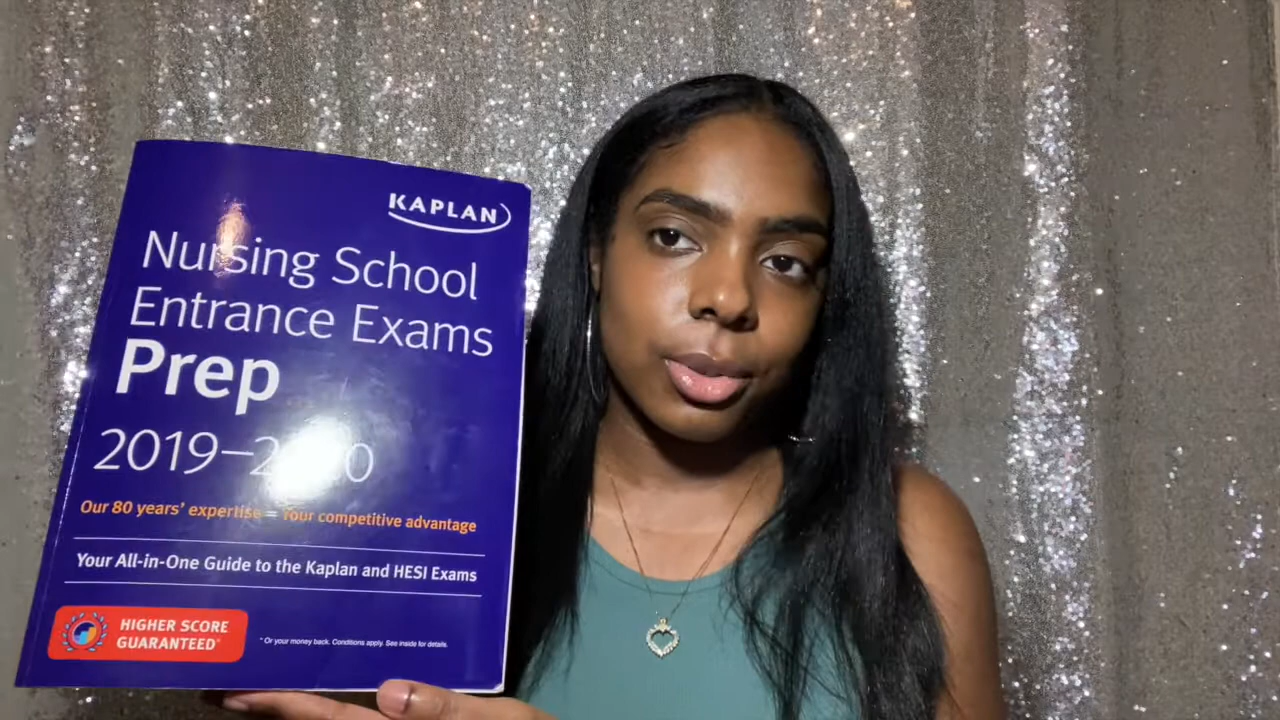 KAPLAN
Nursing School
Entrance Exams
Prep
2019–2020
Our 80 years' expertise = Your competitive advantage
Your All-in-One Guide to the Kaplan and HESI Exams
HIGHER SCORE
GUARANTEED*
* Or your money back. Conditions apply. See inside for details.